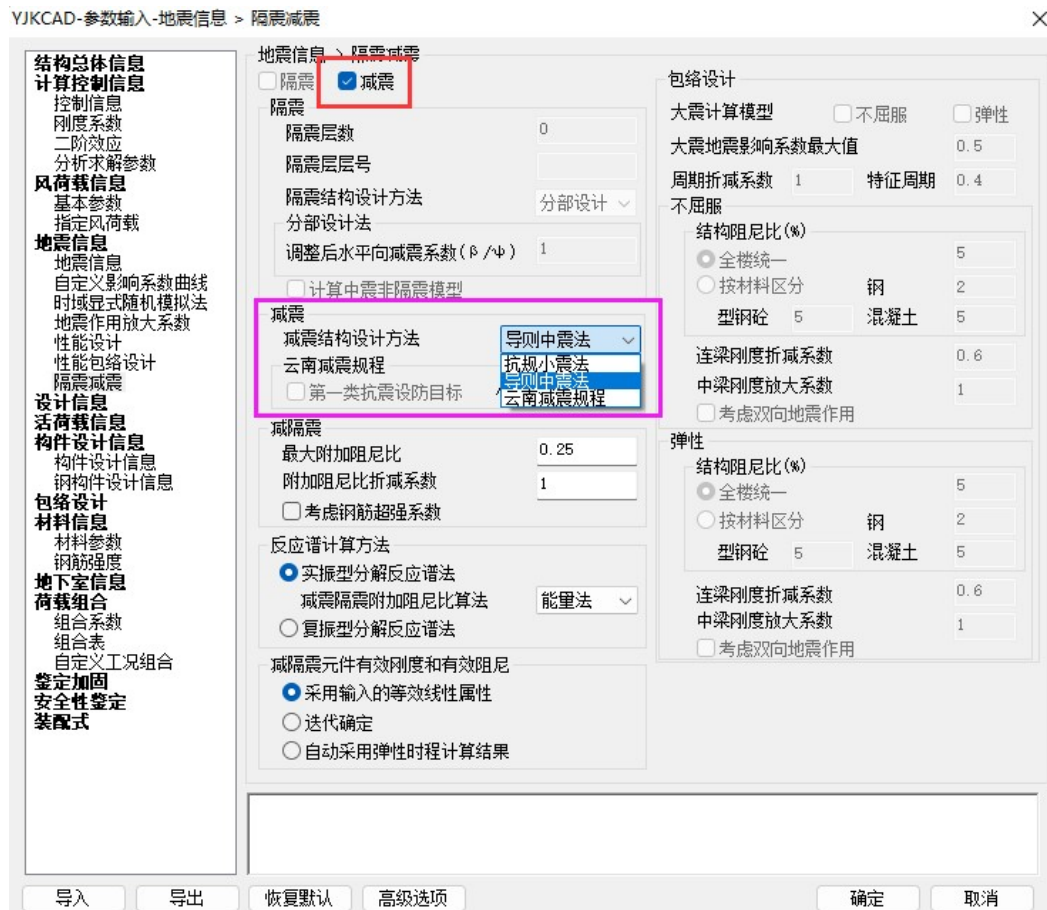 YJKCAD-参数输入-地震信息 > 隔震减震
结构总体信息
计算控制信息
控制信息
刚度系数
二阶效应
分析求解参数
风荷载信息
基本参数
指定风荷载
地震信息
地震信息
自定义影响系数曲线
时域显式随机模拟法
地震作用放大系数
性能设计
性能包络设计
隔震减震
设计信息
活荷载信息
构件设计信息
构件设计信息
钢构件设计信息
包络设计
材料信息
材料参数
钢筋强度
地下室信息
荷载组合
组合系数
组合表
自定义工况组合
鉴定加固
安全性鉴定
装配式
地震信息 > 隔震减震
隔震 减震
隔震
隔震层数 0
隔震层层号
隔震结构设计方法 分部设计
分部设计法
调整后水平向减震系数(β/ψ) 1
计算中震非隔震模型
减震
减震结构设计方法 导则中震法
抗规小震法
导则中震法
云南减震规程
云南减震规程
第一类抗震设防目标
减隔震
最大附加阻尼比 0.25
附加阻尼比折减系数 1
考虑钢筋超强系数
反应谱计算方法
实振型分解反应谱法
减震隔震附加阻尼比算法 能量法
复振型分解反应谱法
减隔震元件有效刚度和有效阻尼
采用输入的等效线性属性
迭代确定
自动采用弹性时程计算结果
包络设计
大震计算模型 不屈服 弹性
大震地震影响系数最大值 0.5
周期折减系数 1 特征周期 0.4
不屈服
结构阻尼比(%)
全楼统一 5
按材料区分 钢 2
型钢砼 5 混凝土 5
连梁刚度折减系数 0.6
中梁刚度放大系数 1
考虑双向地震作用
弹性
结构阻尼比(%)
全楼统一 5
按材料区分 钢 2
型钢砼 5 混凝土 5
连梁刚度折减系数 0.6
中梁刚度放大系数 1
考虑双向地震作用
导入 导出 恢复默认 高级选项 确定 取消